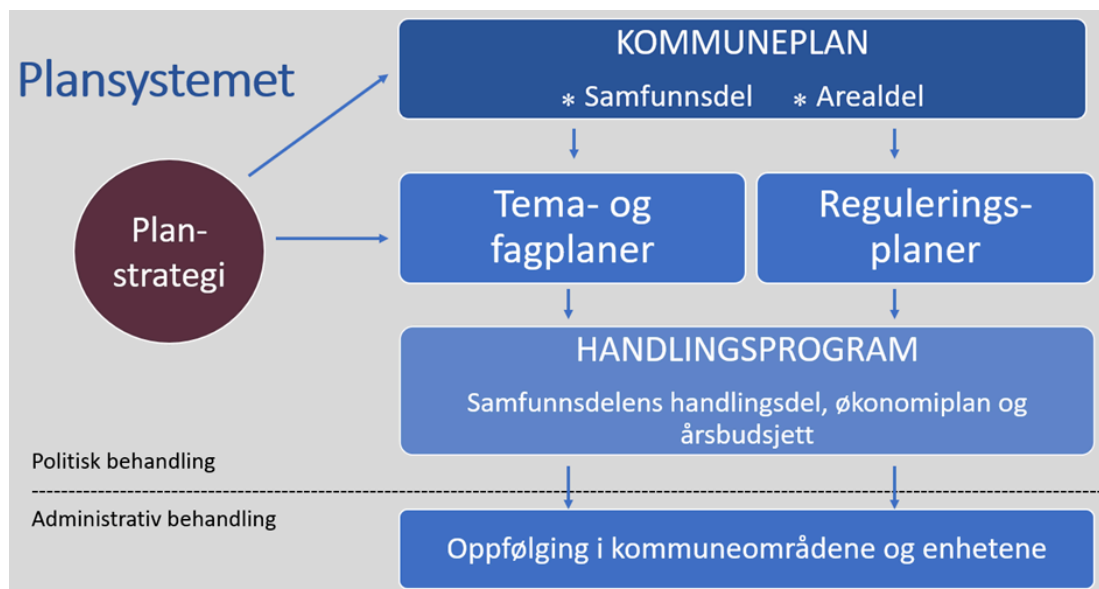 Plansystemet
KOMMUNEPLAN
* Samfunnsdel * Arealdel
Plan-
strategi
Tema- og
fagplaner
Regulerings-
planer
HANDLINGSPROGRAM
Samfunnsdelens handlingsdel, økonomiplan og
årsbudsjett
Politisk behandling
Administrativ behandling
Oppfølging i kommuneområdene og enhetene